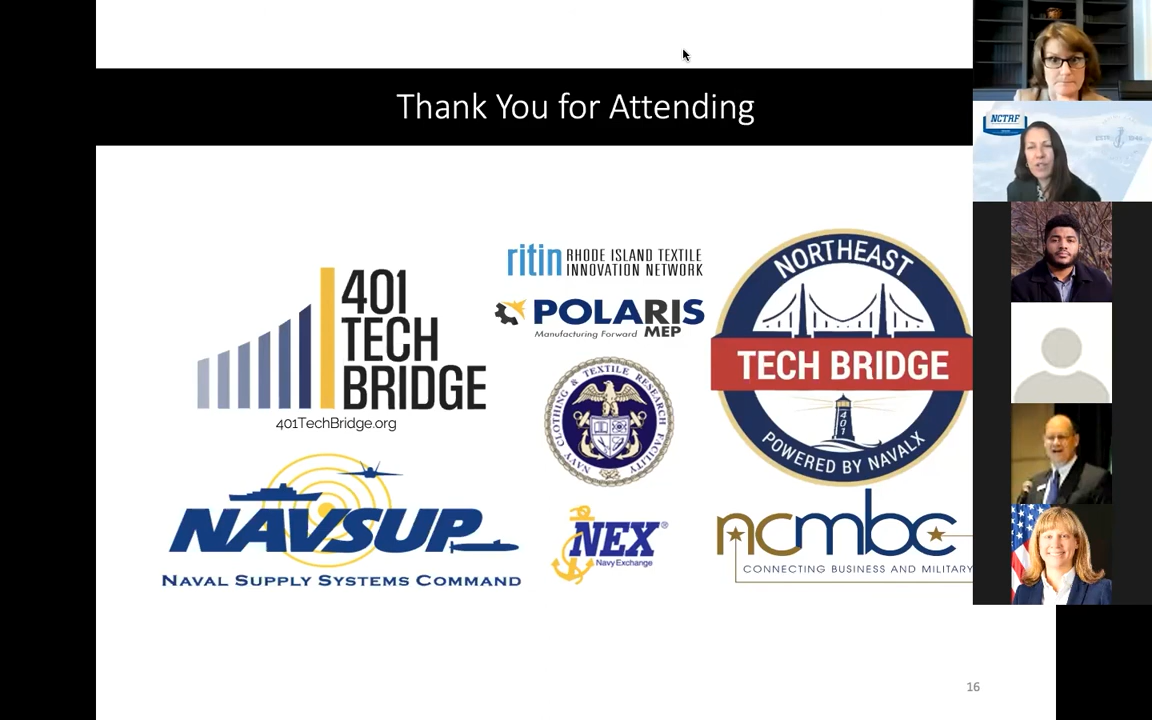 Thank You for Attending
NCTRF
401
TECH
BRIDGE
401TechBridge.org
ritin RHODE ISLAND TEXTILE
INNOVATION NETWORK
POLARIS
MEP
Manufacturing Forward
NORTHEAST
TECH BRIDGE
401
POWERED BY NAVALX
NAVY CLOTHING & TEXTILE RESEARCH FACILITY
NAVSUP
NAVAL SUPPLY SYSTEMS COMMAND
NEX®
Navy Exchange
ncmbc
CONNECTING BUSINESS AND MILITARY
16